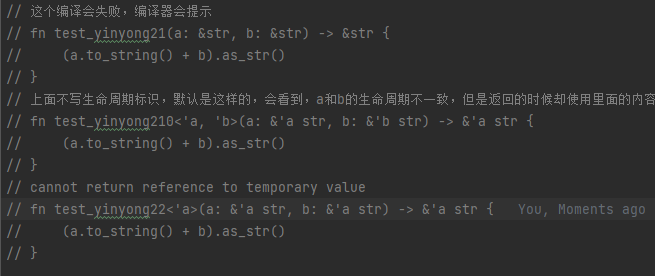 // 这个编译会失败，编译器会提示
// fn test_yinyong21(a: &str, b: &str) -> &str {
//     (a.to_string() + b).as_str()
// }
// 上面不写生命周期标识，默认是这样的，会看到，a和b的生命周期不一致，但是返回的时候却使用里面的内容
// fn test_yinyong210<'a, 'b>(a: &'a str, b: &'b str) -> &'a str {
//     (a.to_string() + b).as_str()
// }
// cannot return reference to temporary value
// fn test_yinyong22<'a>(a: &'a str, b: &'a str) -> &'a str {    You, Moments ago
//     (a.to_string() + b).as_str()
// }